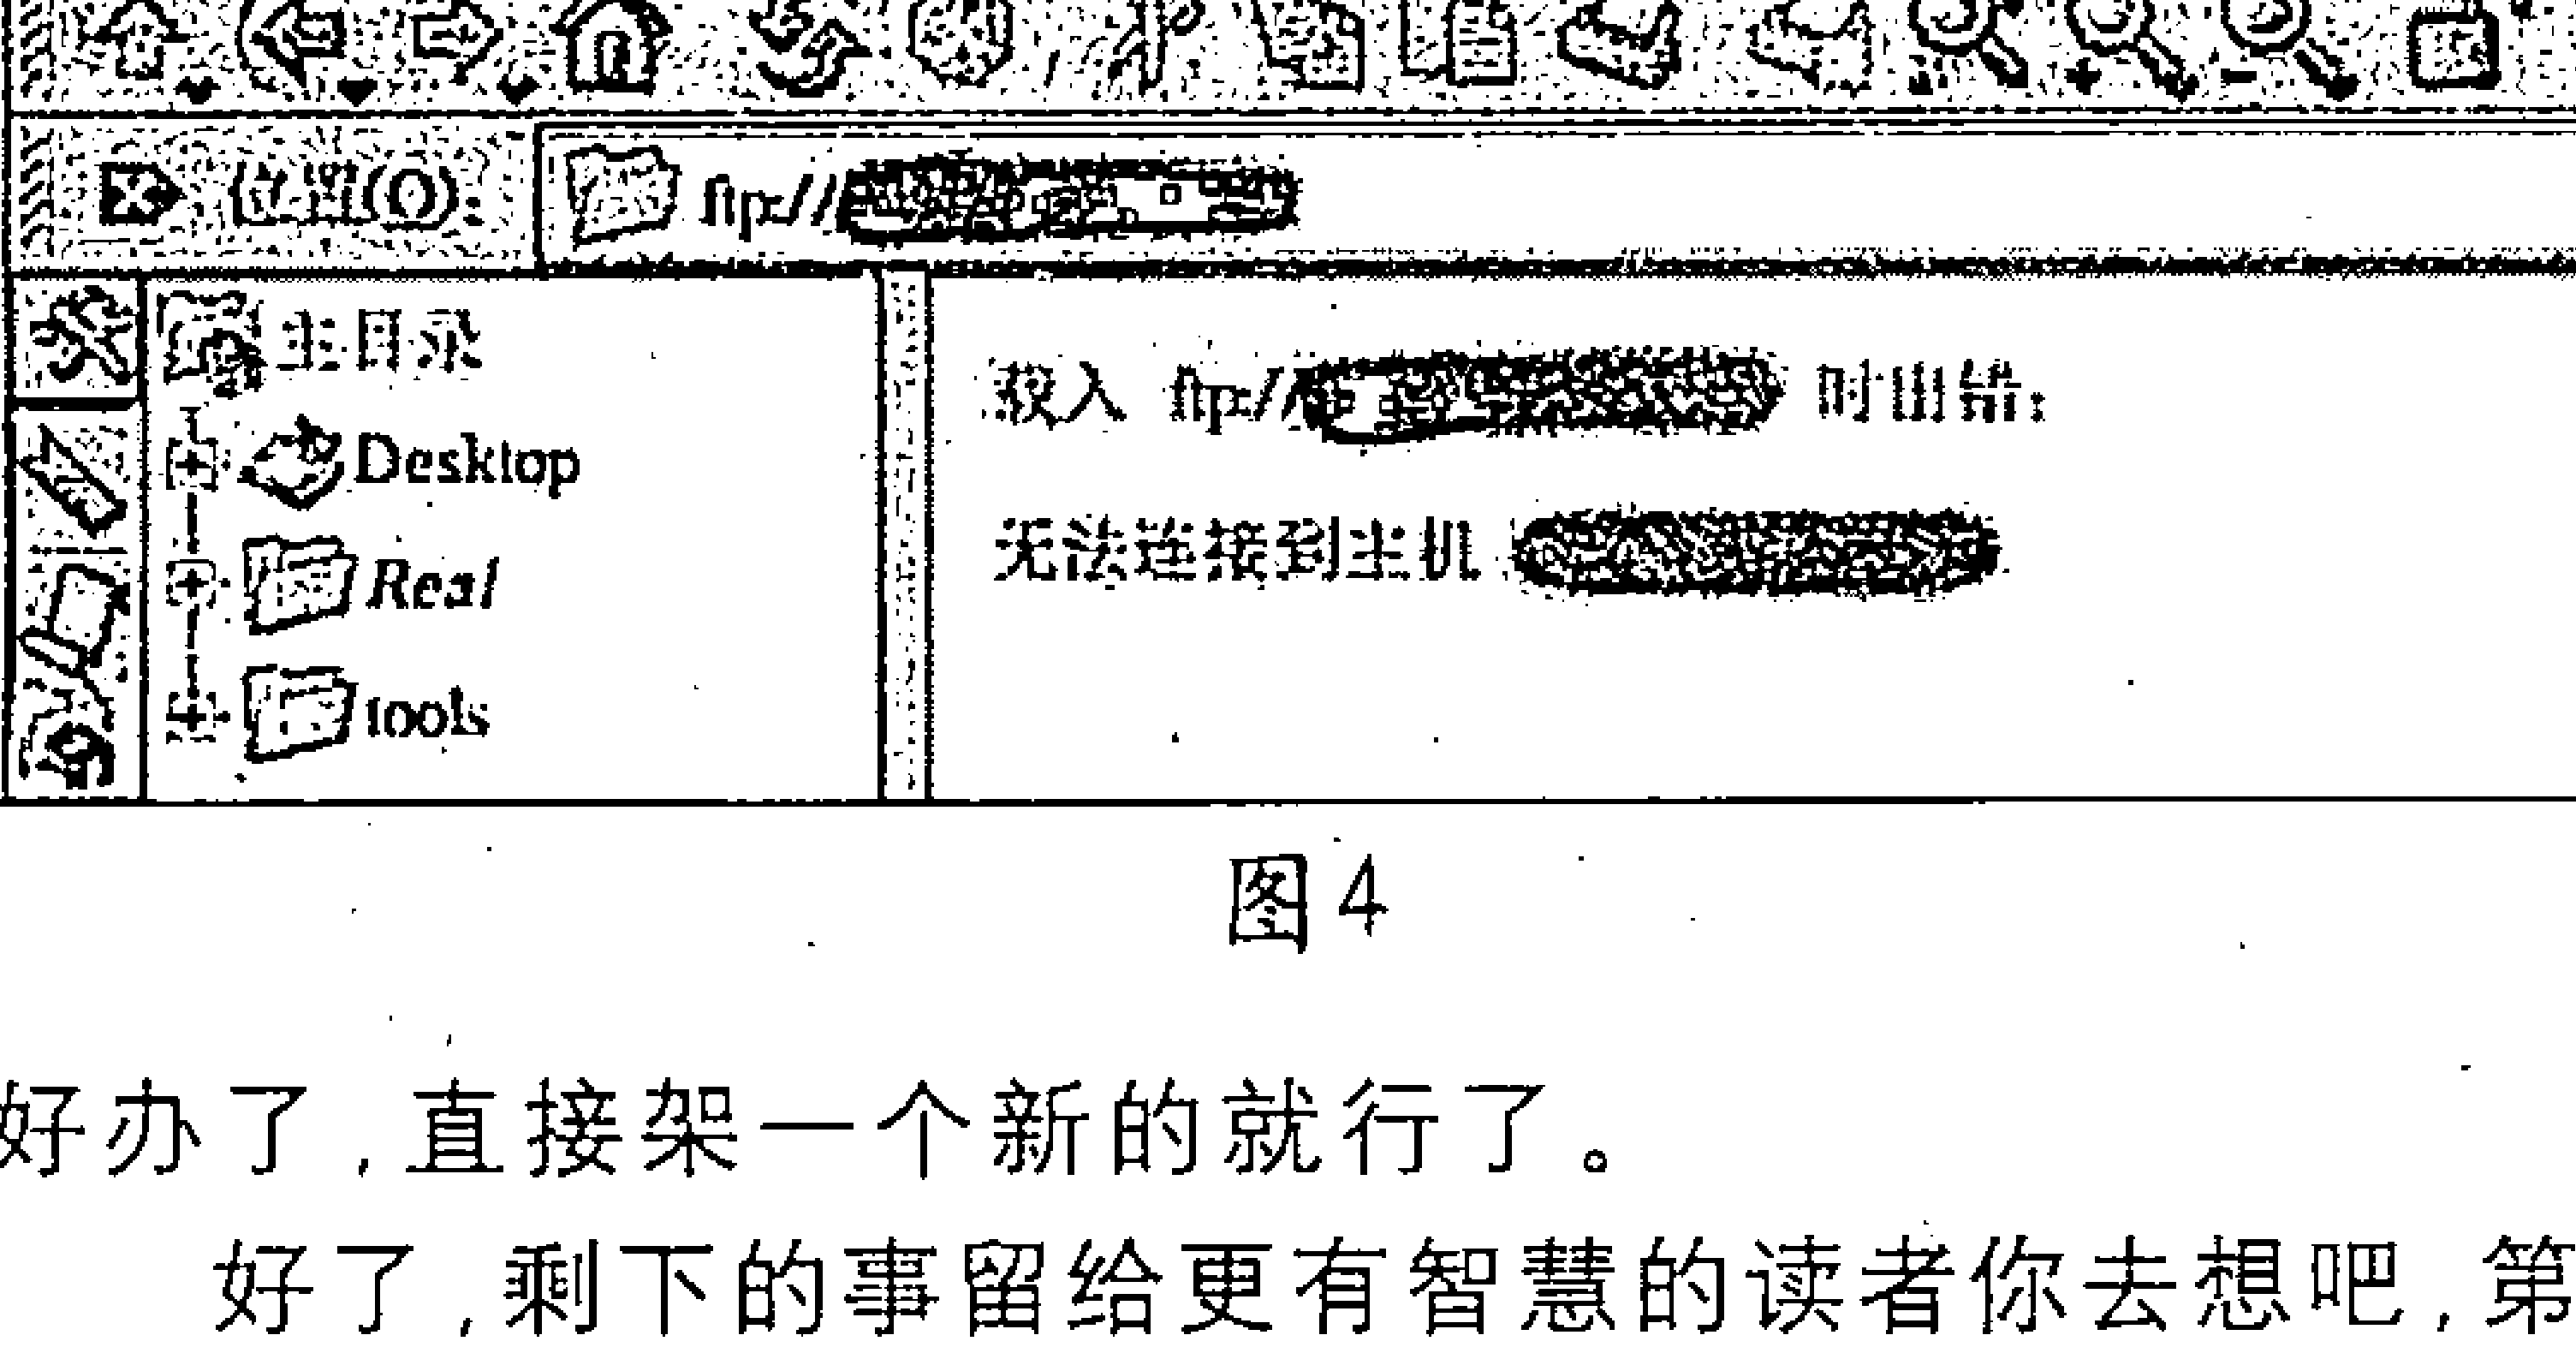 ftp://
主目录
Desktop
Real
tools
载入 ftp:// 时出错:
无法连接到主机
图4
好办了,直接架一个新的就行了。
好了,剩下的事留给更有智慧的读者你去想吧,第